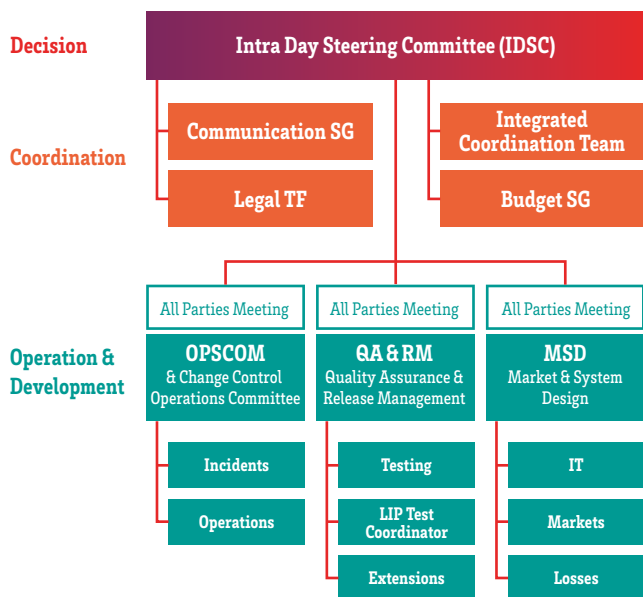 Decision
Intra Day Steering Committee (IDSC)
Coordination
Communication SG
Integrated
Coordination Team
Legal TF
Budget SG
Operation &
Development
All Parties Meeting
All Parties Meeting
All Parties Meeting
OPSCOM
& Change Control
Operations Committee
QA & RM
Quality Assurance &
Release Management
MSD
Market & System
Design
Incidents
Testing
IT
Operations
LIP Test
Coordinator
Markets
Extensions
Losses